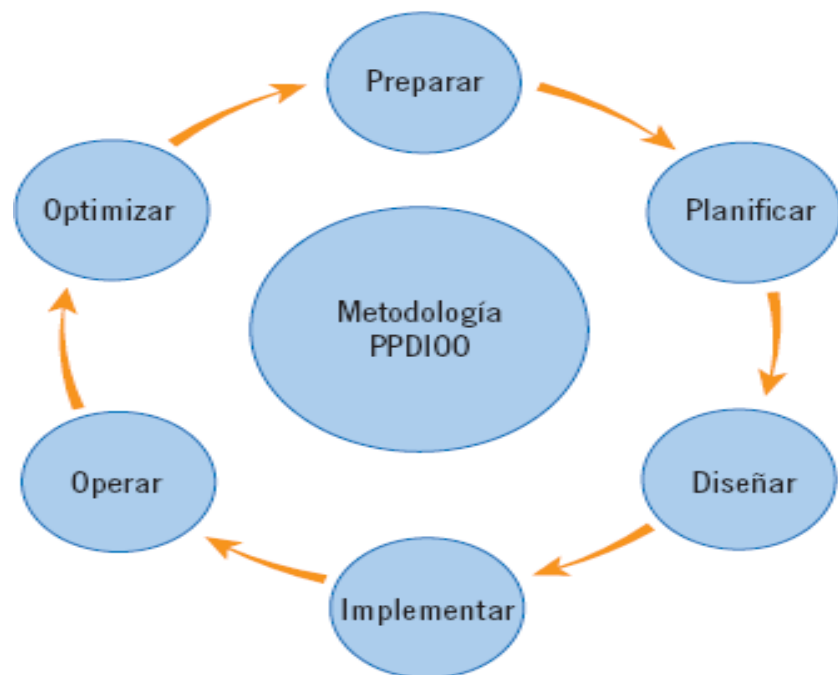 Preparar
Planificar
Diseñar
Implementar
Operar
Optimizar
Metodología
PPDIOO